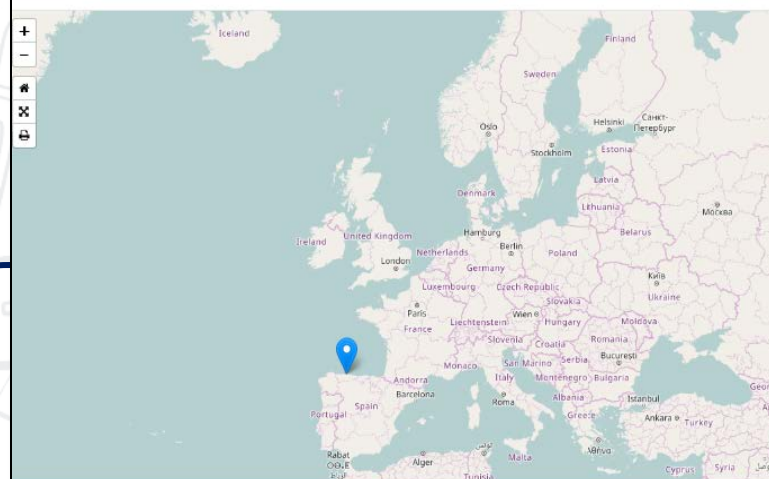 +
−
Iceland
Finland
Sweden
Oslo
Helsinki
Санкт-
Петербург
Stockholm
Estonia
Latvia
Denmark
Lithuania
Москва
Ireland
United Kingdom
Hamburg
Belarus
Netherlands
Berlin
Poland
London
Germany
Київ
Luxembourg
Czech Republic
Ukraine
Slovakia
Paris
Wien
Liechtenstein
Hungary
Moldova
France
Slovenia
Croatia
Romania
Monaco
San Marino
Serbia
București
Andorra
Italy
Montenegro
Bulgaria
Geor
Barcelona
Roma
Albania
Istanbul
Portugal
Spain
Greece
Ankara
Turkey
Αθήνα
Rabat
Alger
تونس
Malta
Tunisia
Cyprus
Syria